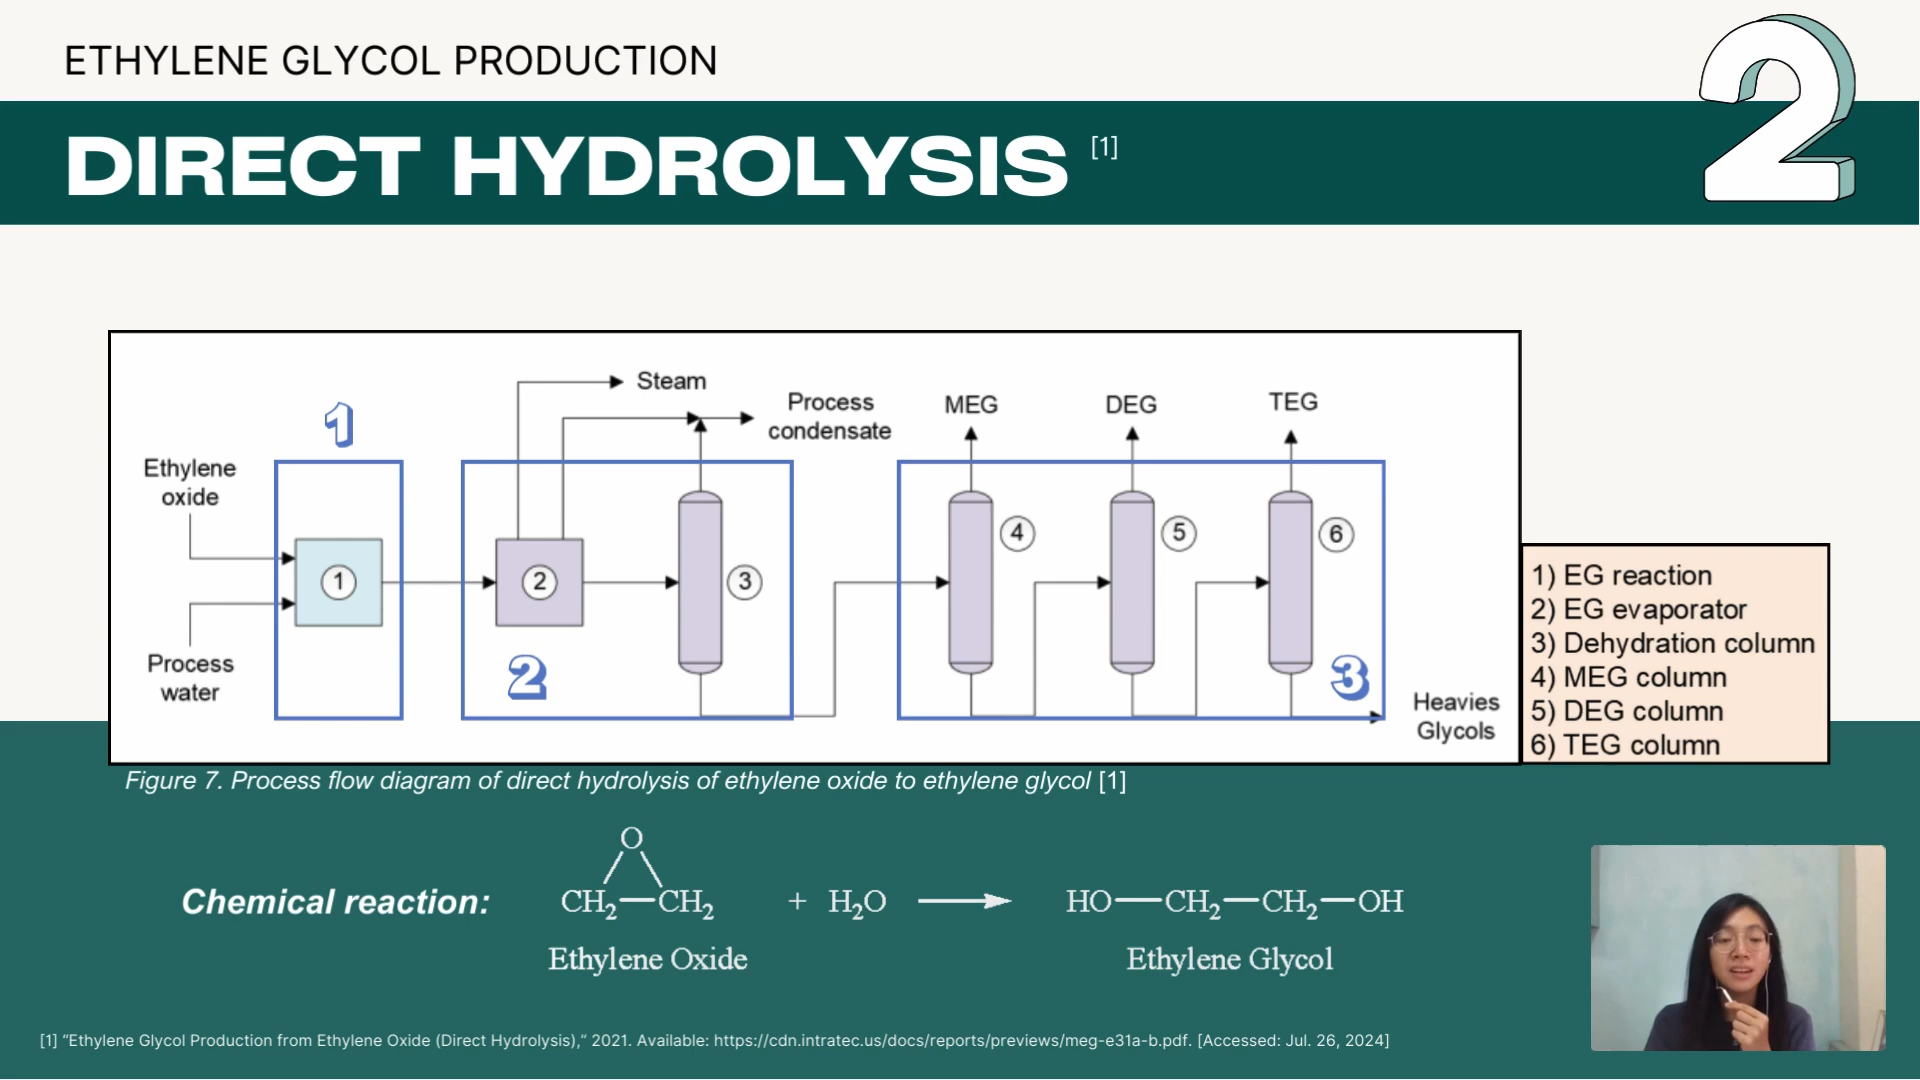 ETHYLENE GLYCOL PRODUCTION
2
DIRECT HYDROLYSIS [1]
Steam
Process
condensate
MEG
DEG
TEG
1
Ethylene
oxide
4
5
6
1
2
3
Process
water
2
3
Heavies
Glycols
1) EG reaction
2) EG evaporator
3) Dehydration column
4) MEG column
5) DEG column
6) TEG column
Figure 7. Process flow diagram of direct hydrolysis of ethylene oxide to ethylene glycol [1]
O
Chemical reaction: CH₂—CH₂ + H₂O HO—CH₂—CH₂—OH
Ethylene Oxide Ethylene Glycol
[1] “Ethylene Glycol Production from Ethylene Oxide (Direct Hydrolysis),” 2021. Available: https://cdn.intratec.us/docs/reports/previews/meg-e31a-b.pdf. [Accessed: Jul. 26, 2024]